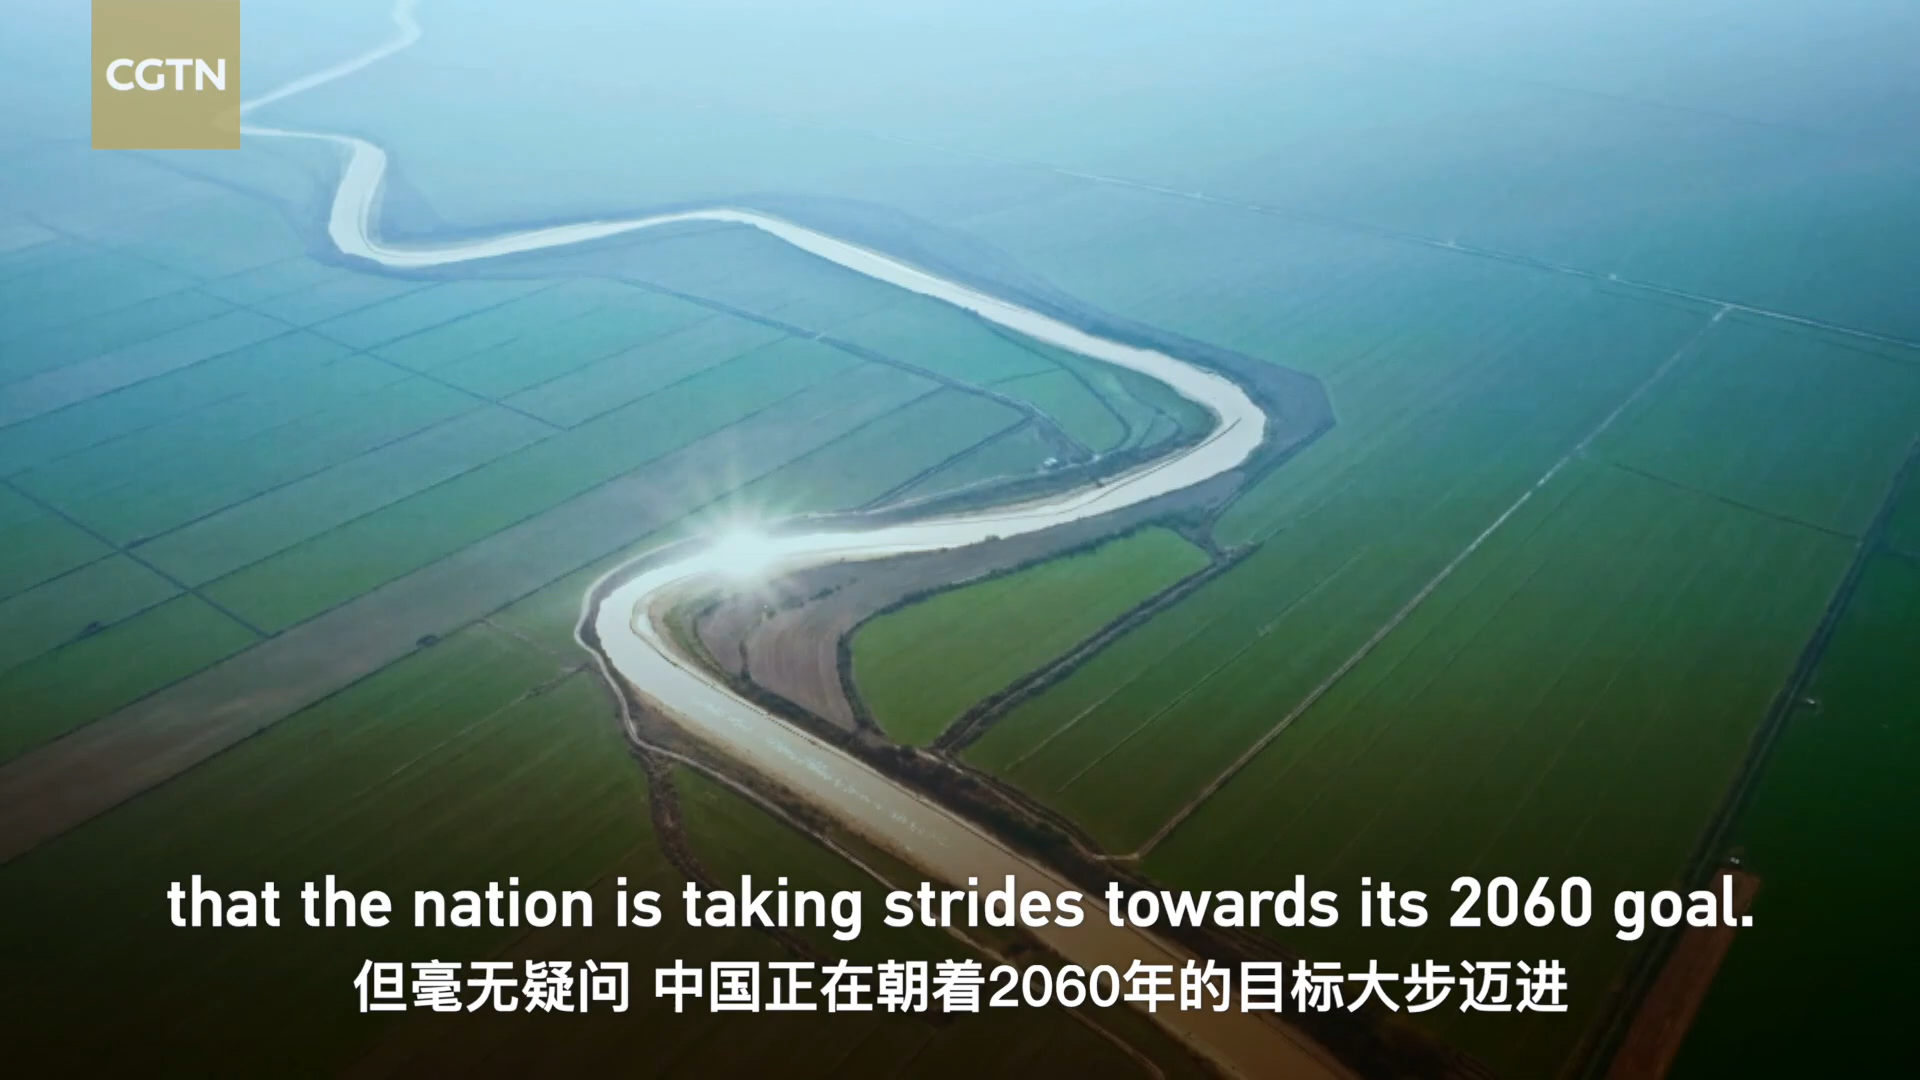 CGTN
that the nation is taking strides towards its 2060 goal.
但毫无疑问 中国正在朝着2060年的目标大步迈进